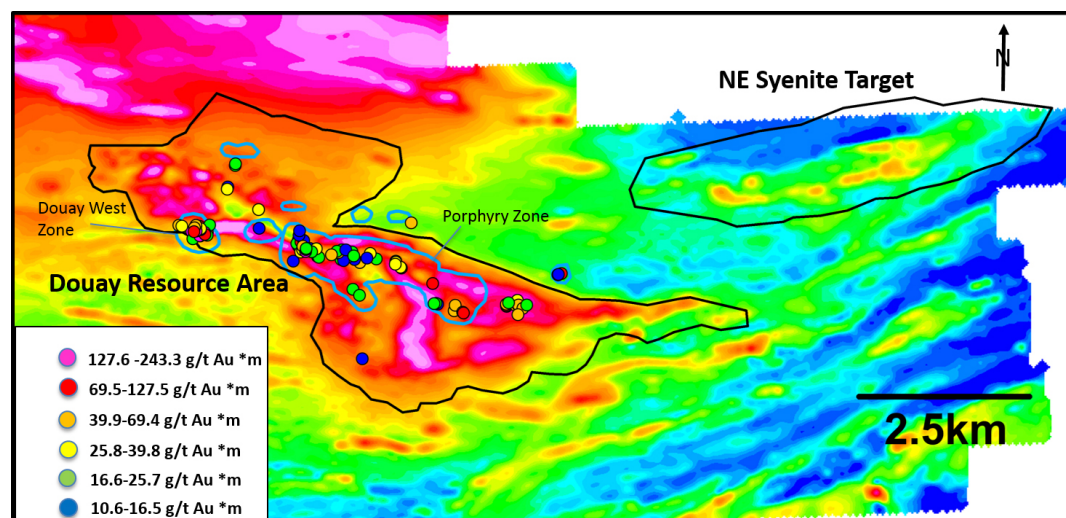 N
NE Syenite Target
Douay West
Zone
Porphyry Zone
Douay Resource Area
127.6 -243.3 g/t Au *m
69.5-127.5 g/t Au *m
39.9-69.4 g/t Au *m
25.8-39.8 g/t Au *m
16.6-25.7 g/t Au *m
10.6-16.5 g/t Au *m
2.5km